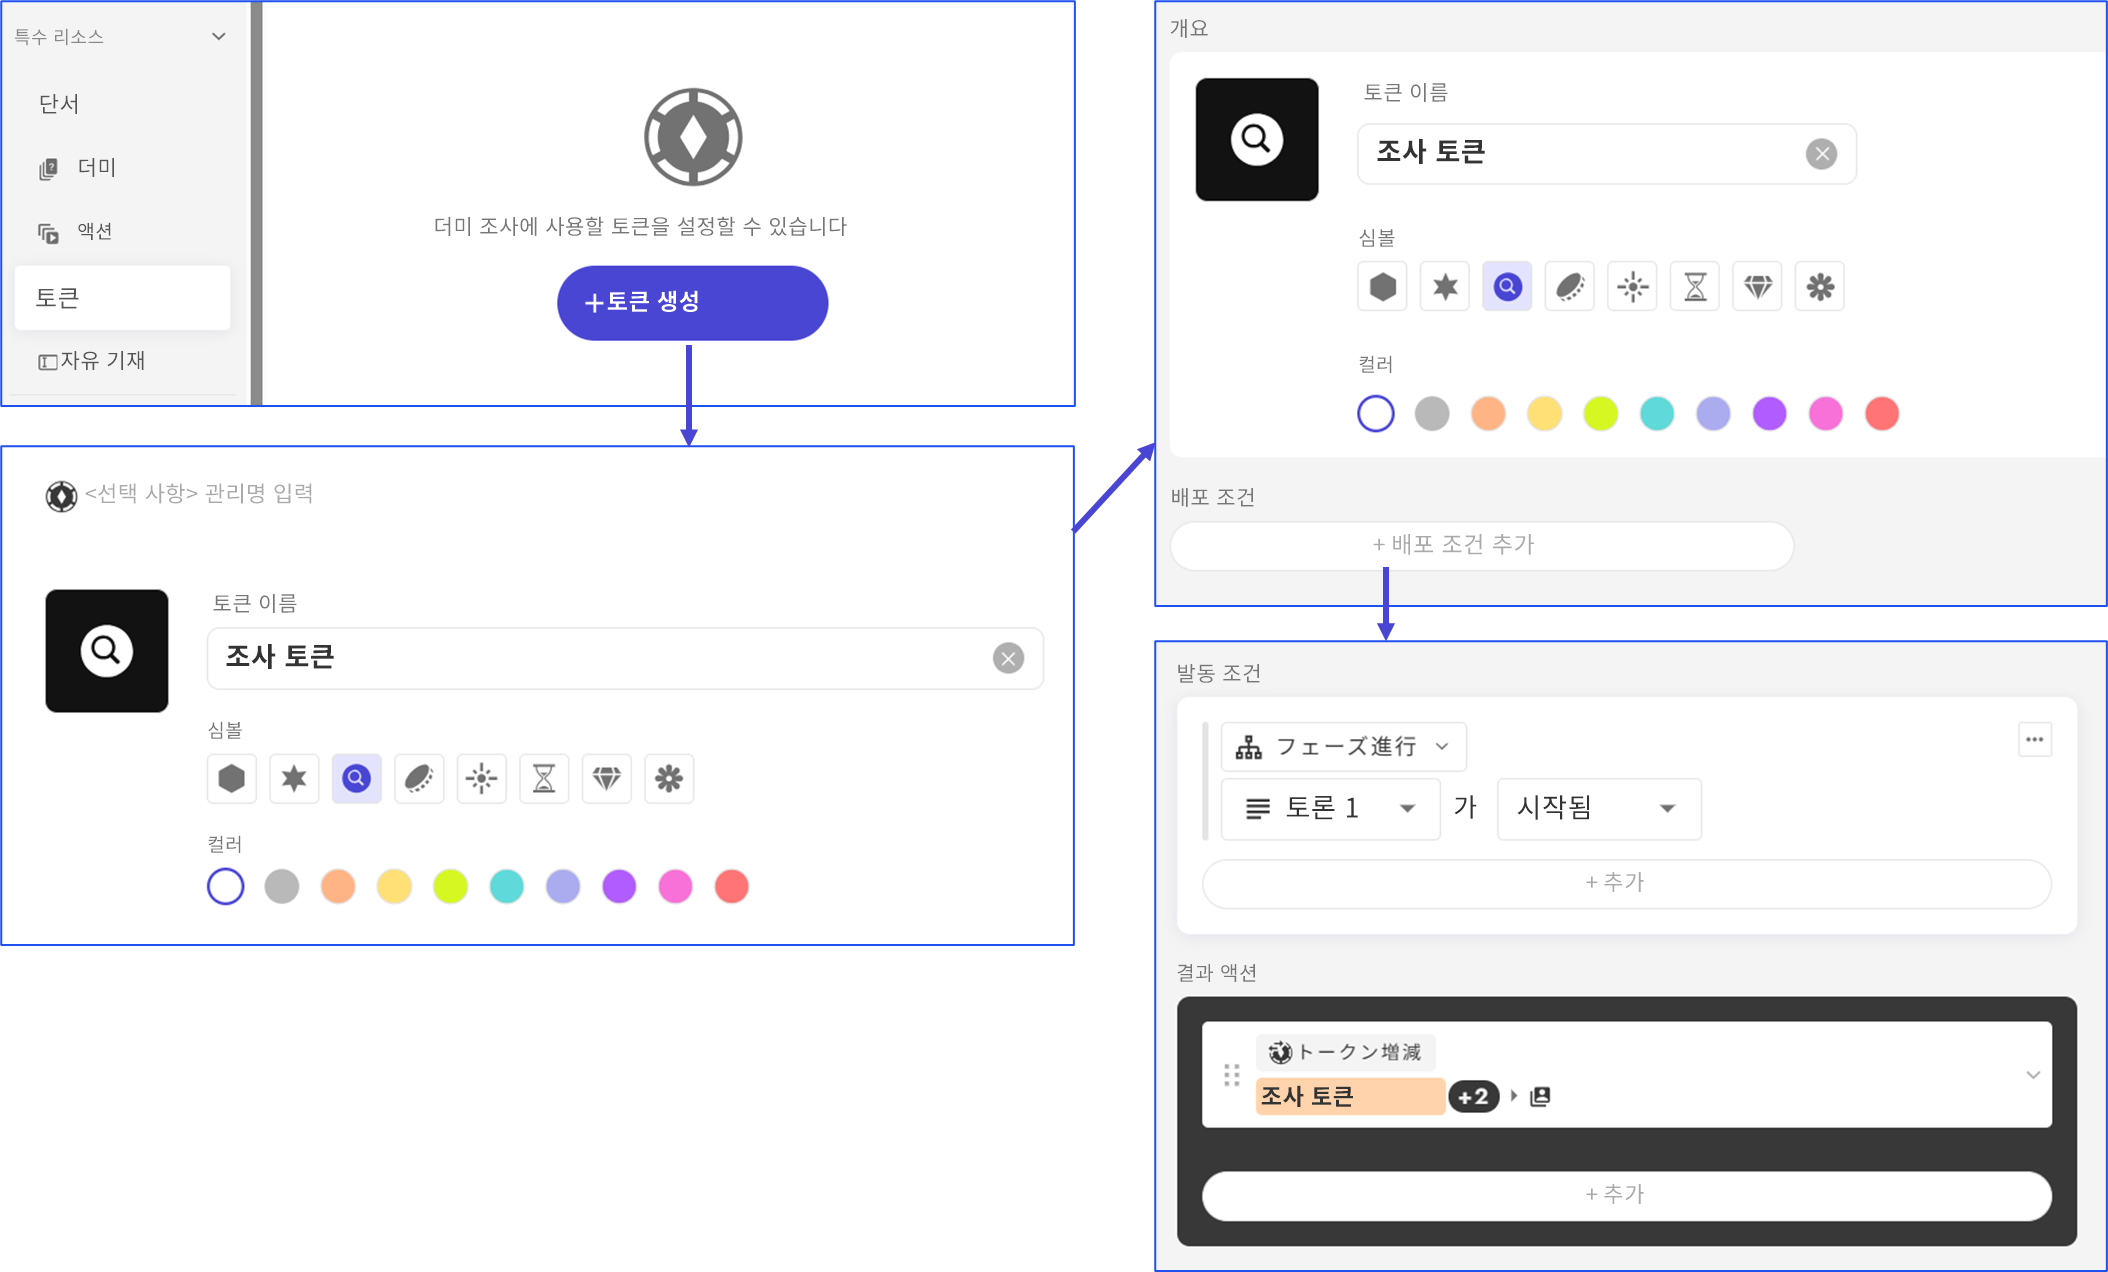 특수 리소스
단서
더미
액션
토큰
자유 기재
더미 조사에 사용할 토큰을 설정할 수 있습니다
+토큰 생성
<선택 사항> 관리명 입력
토큰 이름
조사 토큰
심볼
컬러
개요
토큰 이름
조사 토큰
심볼
컬러
배포 조건
+ 배포 조건 추가
발동 조건
フェーズ進行
토론 1 가 시작됨
+ 추가
결과 액션
トークン増減
조사 토큰 +2
+ 추가